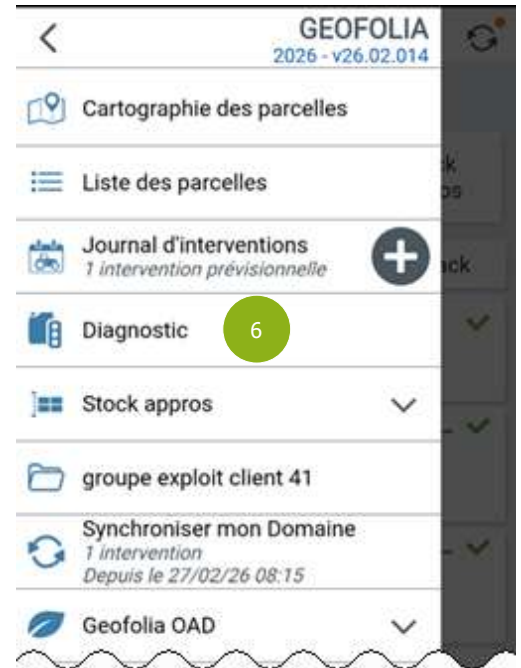 GEOFOLIA
2026 - v26.02.014
Cartographie des parcelles
Liste des parcelles
Journal d'interventions
1 intervention prévisionnelle
Diagnostic
6
Stock appros
groupe exploit client 41
Synchroniser mon Domaine
1 intervention
Depuis le 27/02/26 08:15
Geofolia OAD